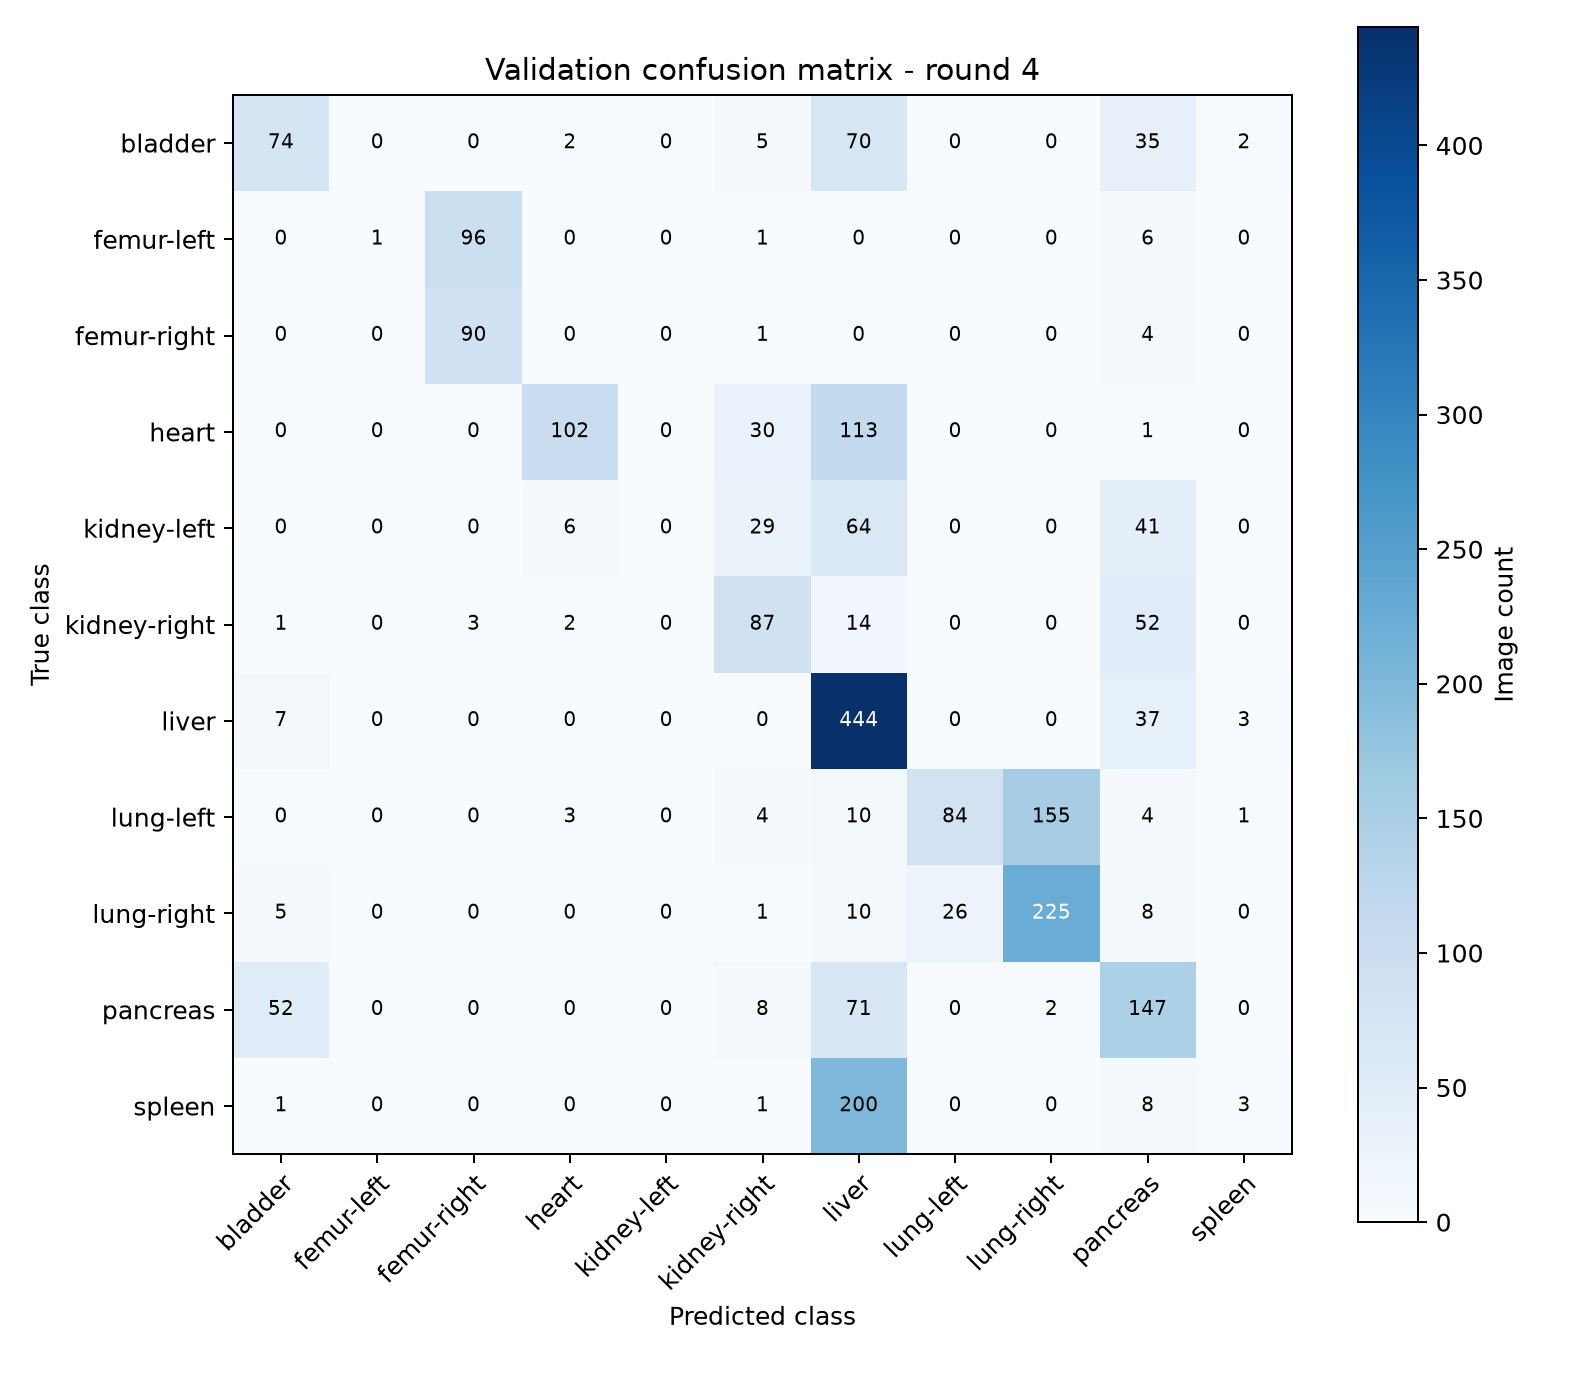 Validation confusion matrix - round 4
True class
bladder 74 0 0 2 0 5 70 0 0 35 2
femur-left 0 1 96 0 0 1 0 0 0 6 0
femur-right 0 0 90 0 0 1 0 0 0 4 0
heart 0 0 0 102 0 30 113 0 0 1 0
kidney-left 0 0 0 6 0 29 64 0 0 41 0
kidney-right 1 0 3 2 0 87 14 0 0 52 0
liver 7 0 0 0 0 0 444 0 0 37 3
lung-left 0 0 0 3 0 4 10 84 155 4 1
lung-right 5 0 0 0 0 1 10 26 225 8 0
pancreas 52 0 0 0 0 8 71 0 2 147 0
spleen 1 0 0 0 0 1 200 0 0 8 3
bladder femur-left femur-right heart kidney-left kidney-right liver lung-left lung-right pancreas spleen
Predicted class
400
350
300
250
200
150
100
50
0
Image count